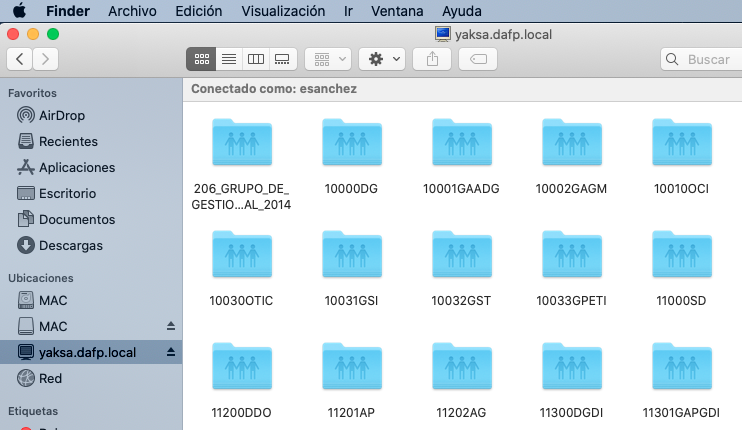 Finder Archivo Edición Visualización Ir Ventana Ayuda
yaksa.dafp.local
Buscar
Favoritos
AirDrop
Recientes
Aplicaciones
Escritorio
Documentos
Descargas
Ubicaciones
MAC
MAC
yaksa.dafp.local
Red
Etiquetas
Conectado como: esanchez
206_GRUPO_DE_
GESTIO...AL_2014
10000DG
10001GAADG
10002GAGM
10010OCI
10030OTIC
10031GSI
10032GST
10033GPETI
11000SD
11200DDO
11201AP
11202AG
11300DGDI
11301GAPGDI